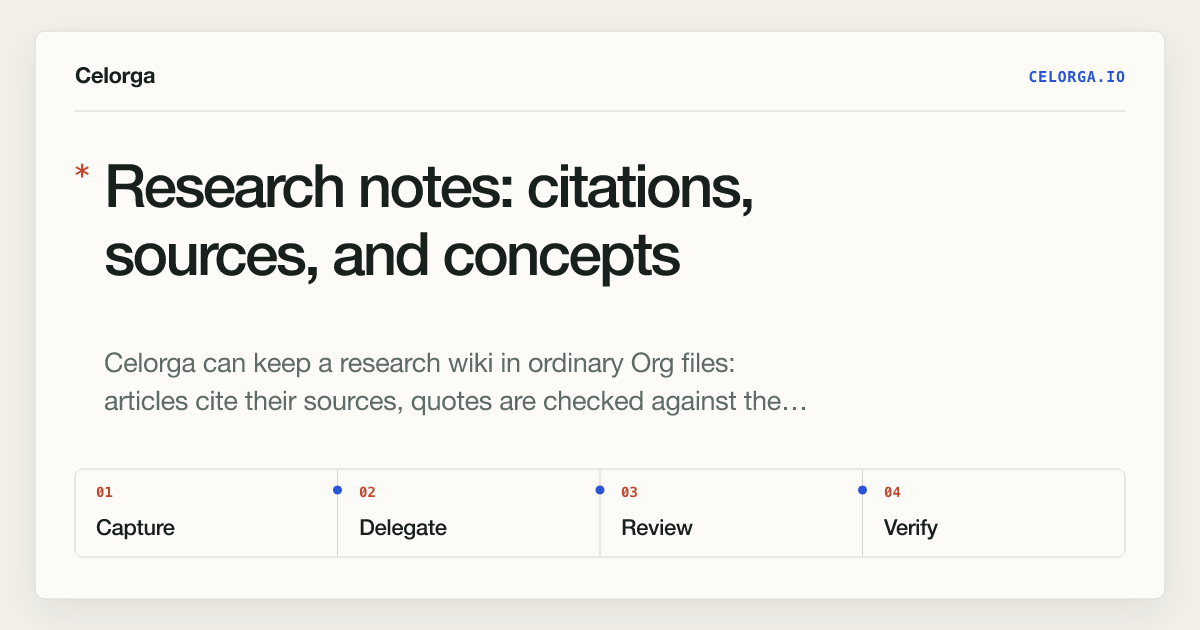 Celorga
CELORGA.IO
* Research notes: citations,
sources, and concepts
Celorga can keep a research wiki in ordinary Org files:
articles cite their sources, quotes are checked against the…
01
Capture
02
Delegate
03
Review
04
Verify